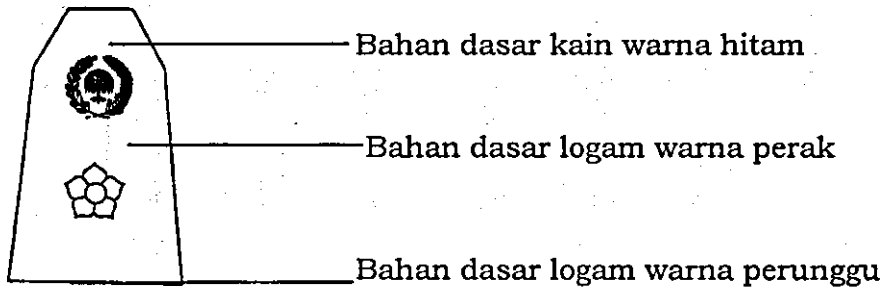 Bahan dasar kain warna hitam
Bahan dasar logam warna perak
Bahan dasar logam warna perunggu